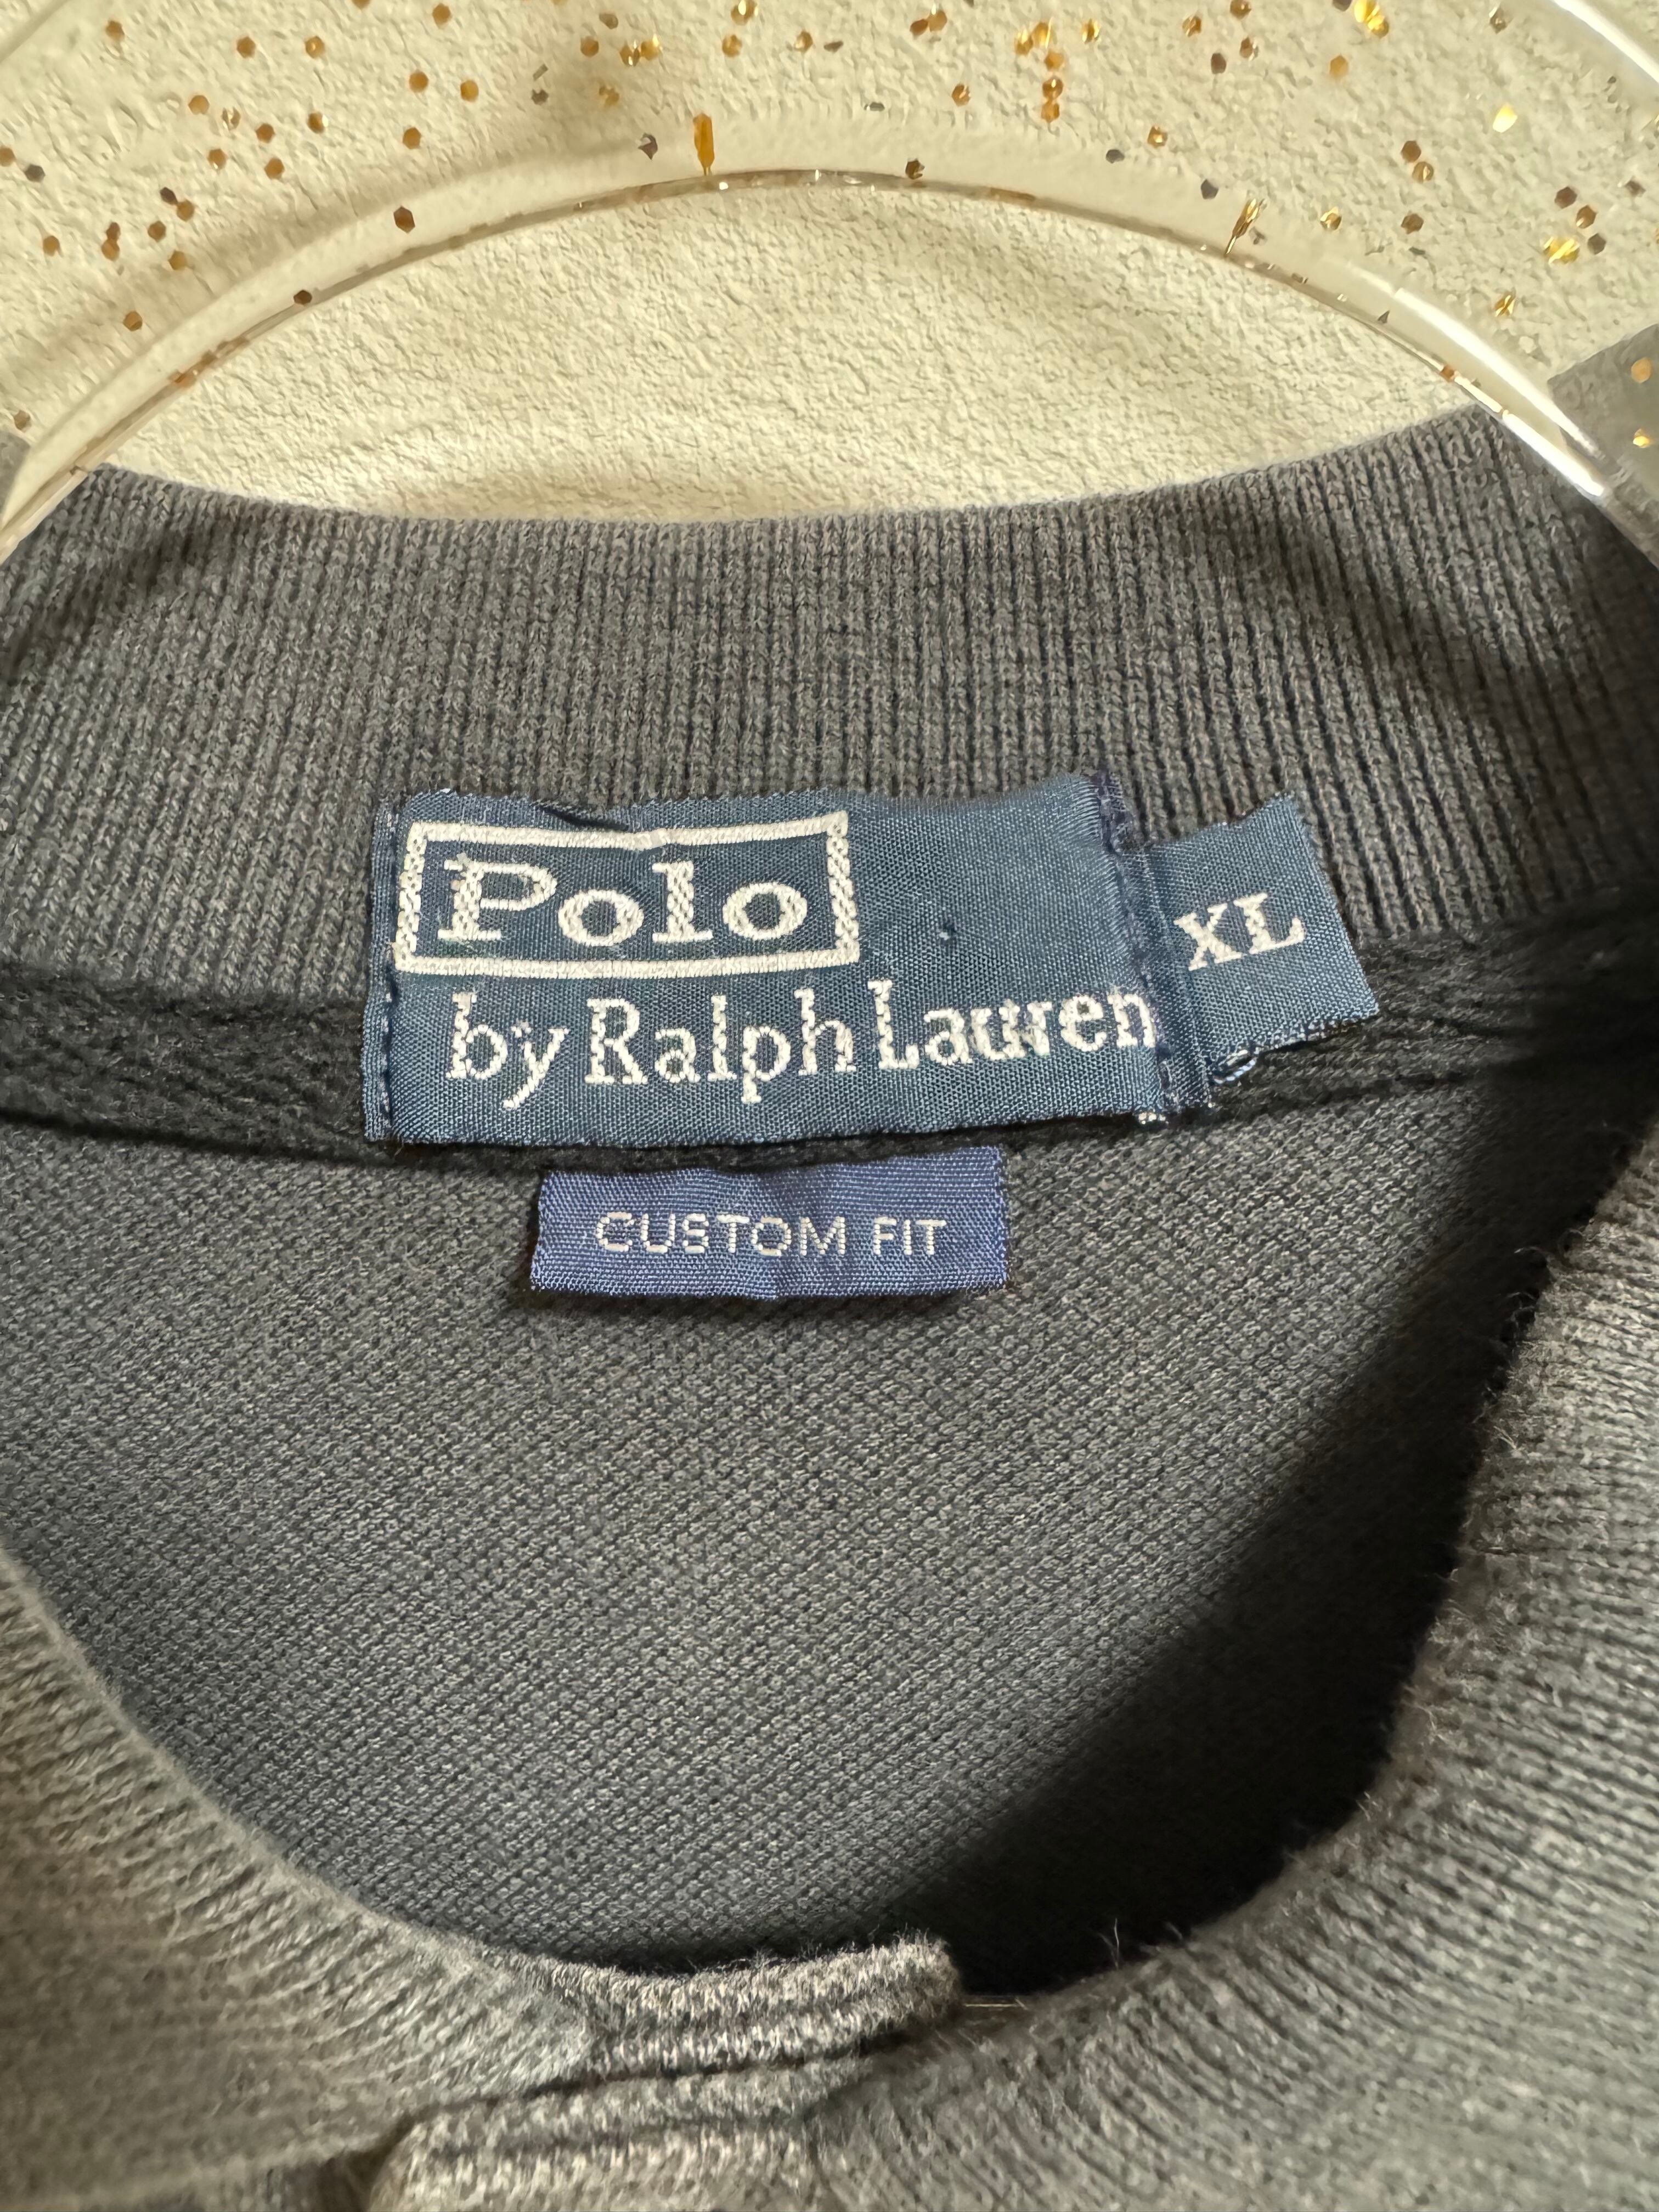 Polo
by Ralph Lauren
XL
CUSTOM FIT